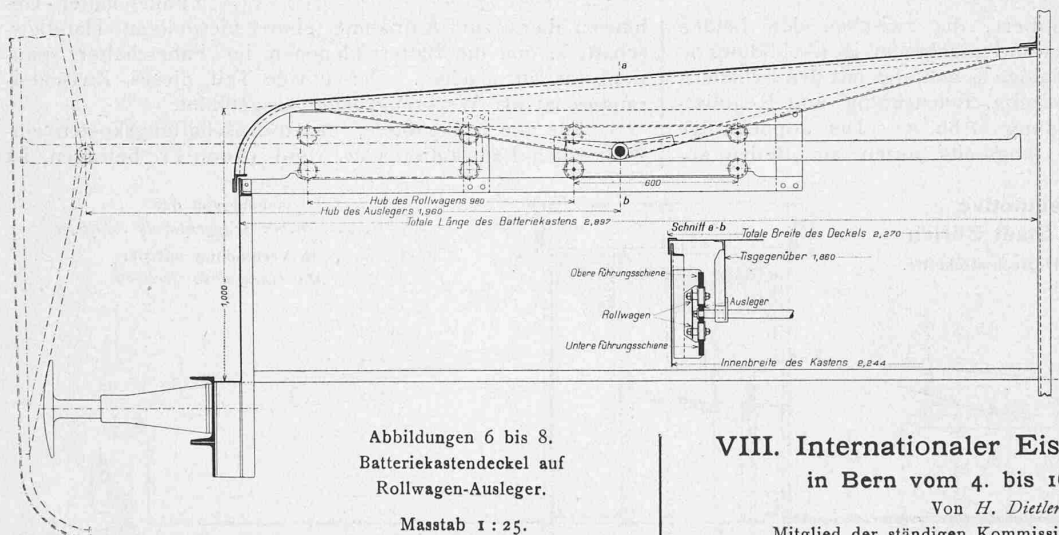 a
600
Hub des Rollwagens 980
Hub des Auslegers 1,960
b
Totale Länge des Batteriekastens 2,897
1,000
Schnitt a-b
Totale Breite des Deckels 2,270
Tisgegenüber 1,860
Obere Führungsschiene
Ausleger
Rollwagen
Untere Führungsschiene
Innenbreite des Kastens 2,244
Abbildungen 6 bis 8.
Batteriekastendeckel auf
Rollwagen-Ausleger.
Masstab 1 : 25.
VIII. Internationaler Eis
in Bern vom 4. bis 16
Von H. Dietler
Mitglied der ständigen Kommissi